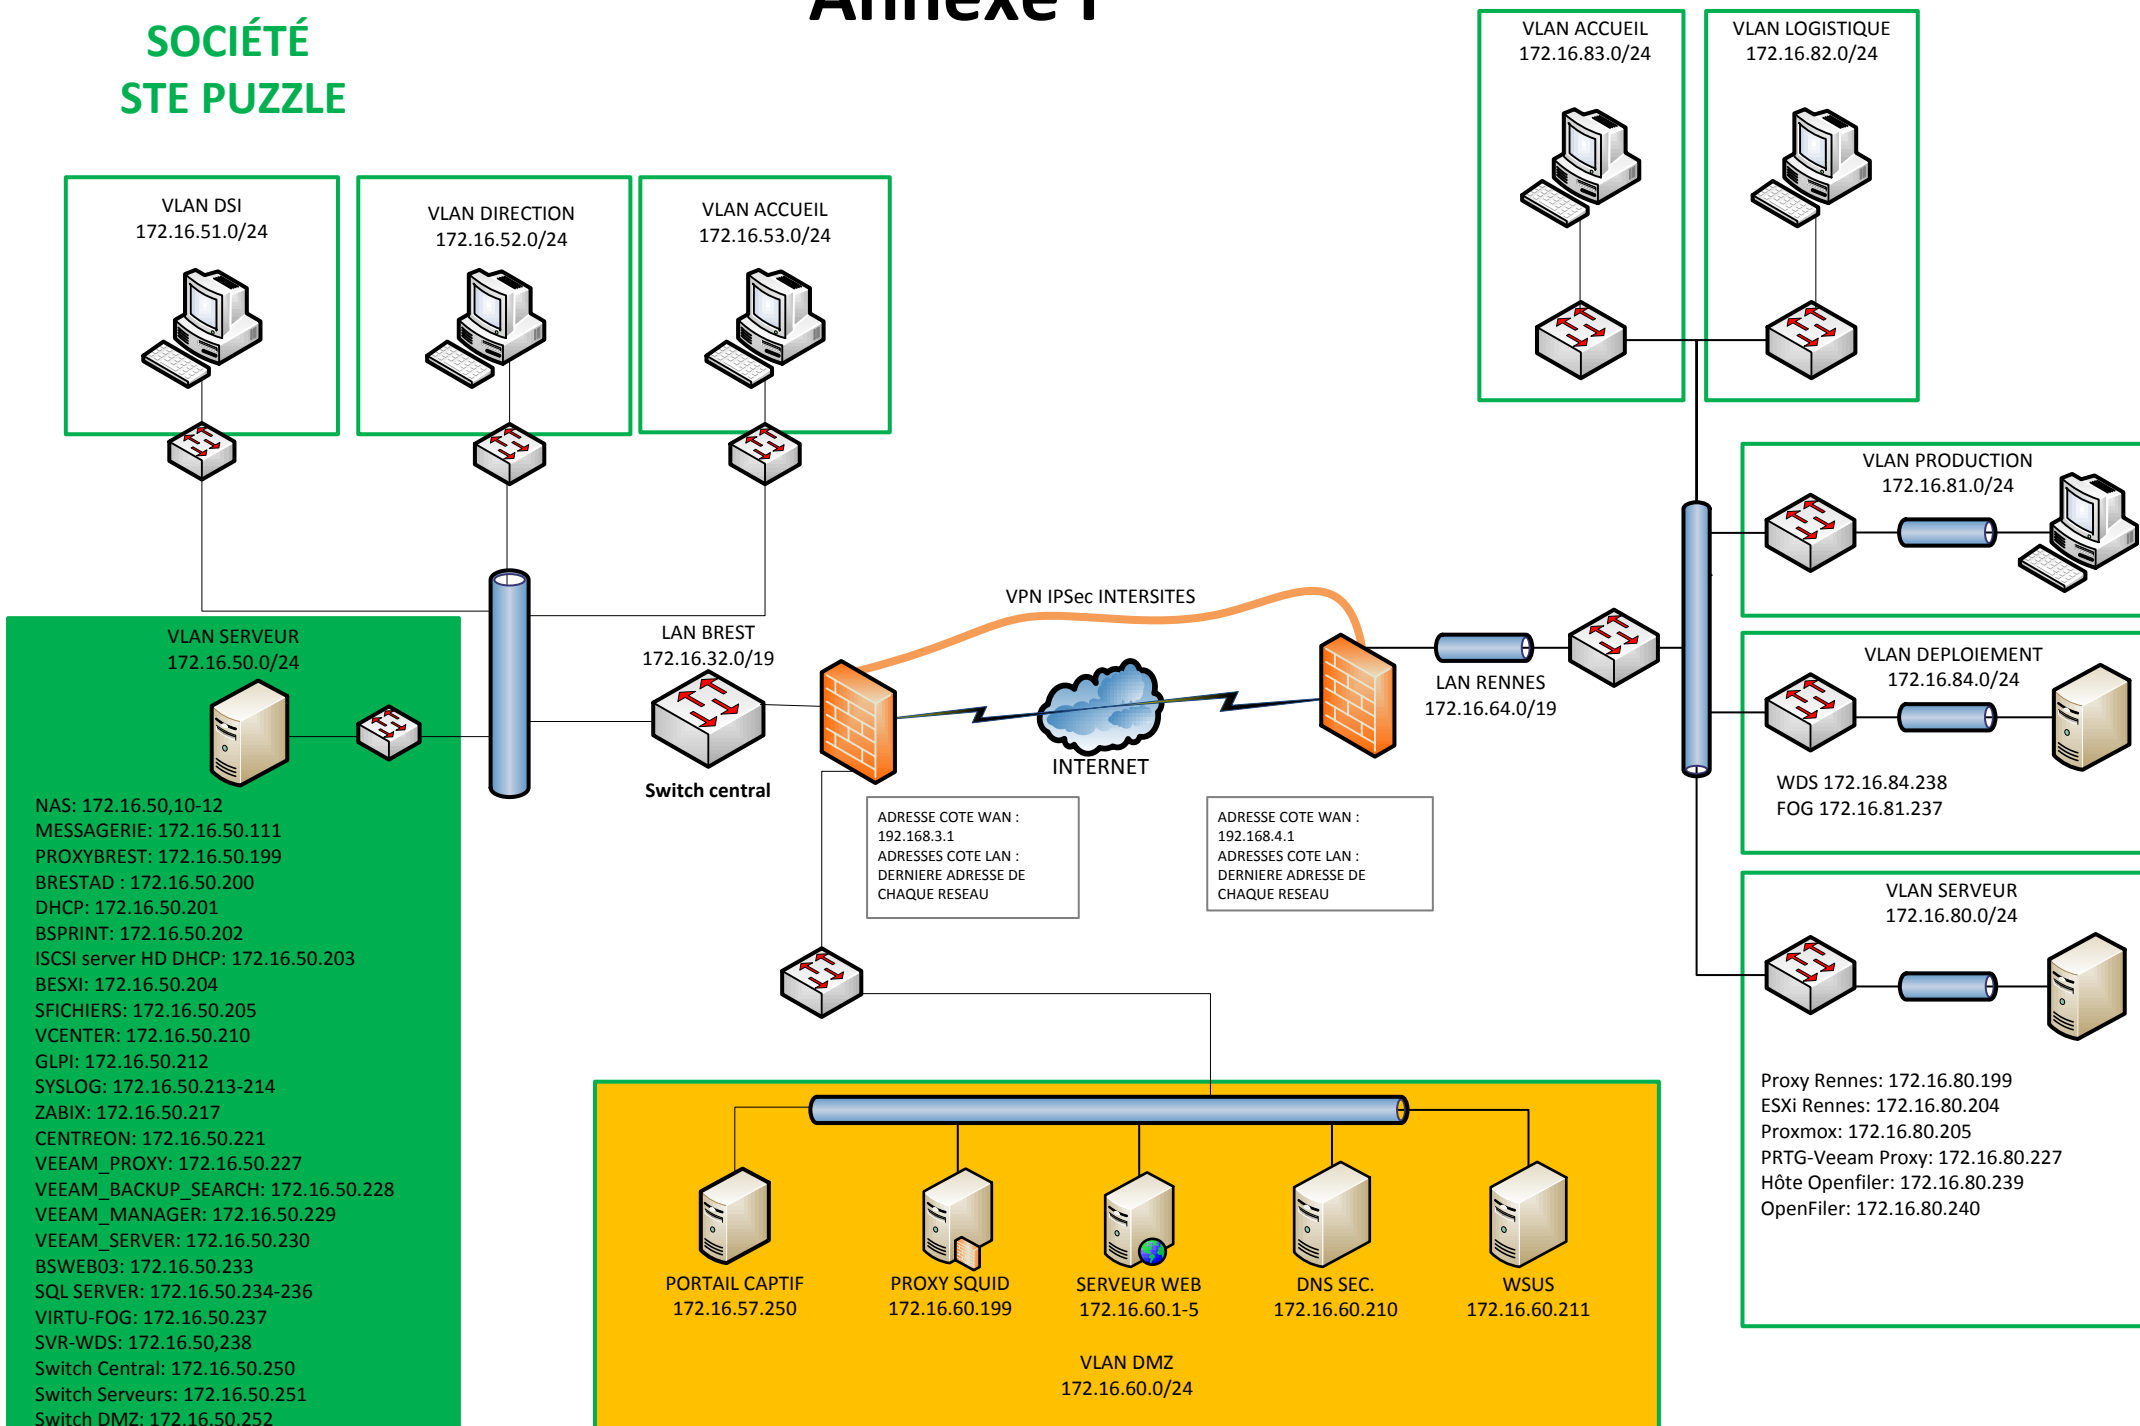 Annexe I
SOCIÉTÉ
STE PUZZLE
VLAN ACCUEIL
172.16.83.0/24
VLAN LOGISTIQUE
172.16.82.0/24
VLAN DSI
172.16.51.0/24
VLAN DIRECTION
172.16.52.0/24
VLAN ACCUEIL
172.16.53.0/24
VLAN PRODUCTION
172.16.81.0/24
VPN IPSec INTERSITES
VLAN SERVEUR
172.16.50.0/24
LAN BREST
172.16.32.0/19
Switch central
INTERNET
LAN RENNES
172.16.64.0/19
VLAN DEPLOIEMENT
172.16.84.0/24
WDS 172.16.84.238
FOG 172.16.81.237
NAS: 172.16.50,10-12
MESSAGERIE: 172.16.50.111
PROXYBREST: 172.16.50.199
BRESTAD : 172.16.50.200
DHCP: 172.16.50.201
BSPRINT: 172.16.50.202
ISCSI server HD DHCP: 172.16.50.203
BESXI: 172.16.50.204
SFICHIERS: 172.16.50.205
VCENTER: 172.16.50.210
GLPI: 172.16.50.212
SYSLOG: 172.16.50.213-214
ZABIX: 172.16.50.217
CENTREON: 172.16.50.221
VEEAM_PROXY: 172.16.50.227
VEEAM_BACKUP_SEARCH: 172.16.50.228
VEEAM_MANAGER: 172.16.50.229
VEEAM_SERVER: 172.16.50.230
BSWEB03: 172.16.50.233
SQL SERVER: 172.16.50.234-236
VIRTU-FOG: 172.16.50.237
SVR-WDS: 172.16.50,238
Switch Central: 172.16.50.250
Switch Serveurs: 172.16.50.251
Switch DMZ: 172.16.50.252
ADRESSE COTE WAN :
192.168.3.1
ADRESSES COTE LAN :
DERNIERE ADRESSE DE
CHAQUE RESEAU
ADRESSE COTE WAN :
192.168.4.1
ADRESSES COTE LAN :
DERNIERE ADRESSE DE
CHAQUE RESEAU
VLAN SERVEUR
172.16.80.0/24
Proxy Rennes: 172.16.80.199
ESXi Rennes: 172.16.80.204
Proxmox: 172.16.80.205
PRTG-Veeam Proxy: 172.16.80.227
Hôte Openfiler: 172.16.80.239
OpenFiler: 172.16.80.240
PORTAIL CAPTIF
172.16.57.250
PROXY SQUID
172.16.60.199
SERVEUR WEB
172.16.60.1-5
DNS SEC.
172.16.60.210
WSUS
172.16.60.211
VLAN DMZ
172.16.60.0/24